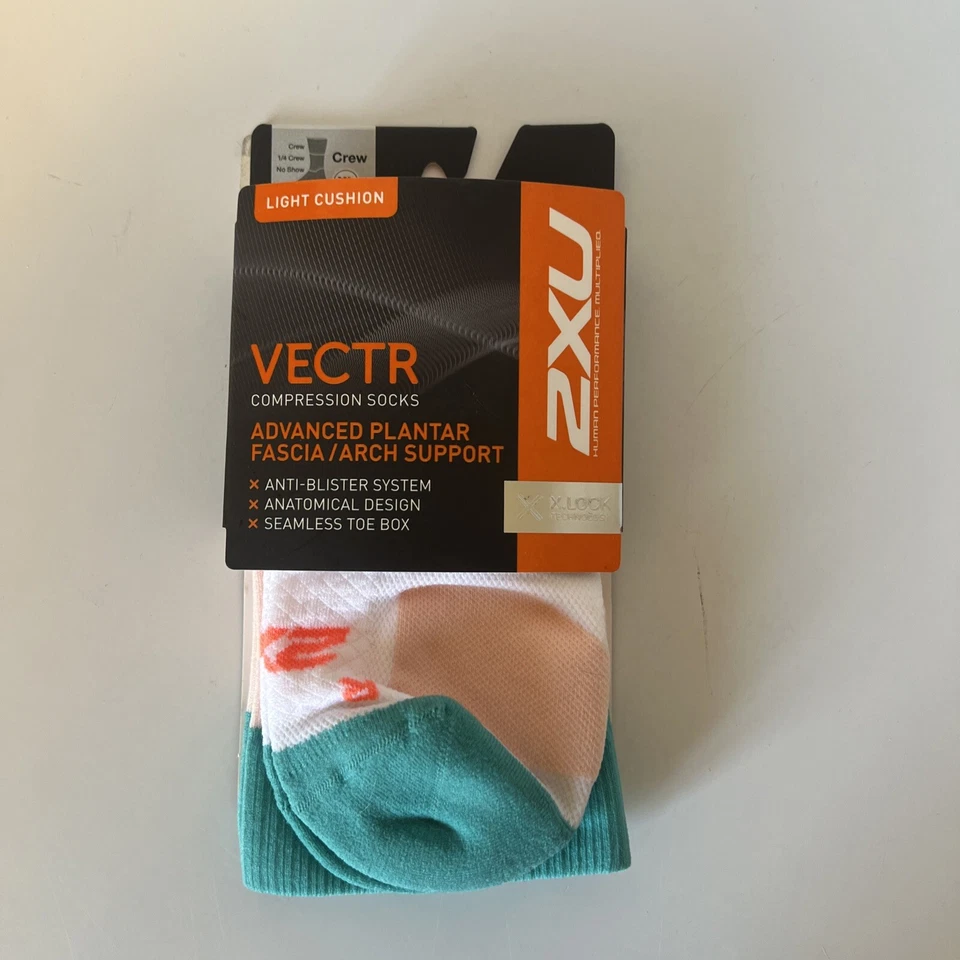 Crew
1/4 Crew
No Show
Crew
LIGHT CUSHION
2XU
HUMAN PERFORMANCE MULTIPLIED
VECTR
COMPRESSION SOCKS
ADVANCED PLANTAR
FASCIA/ARCH SUPPORT
× ANTI-BLISTER SYSTEM
× ANATOMICAL DESIGN
× SEAMLESS TOE BOX
X.LOCK